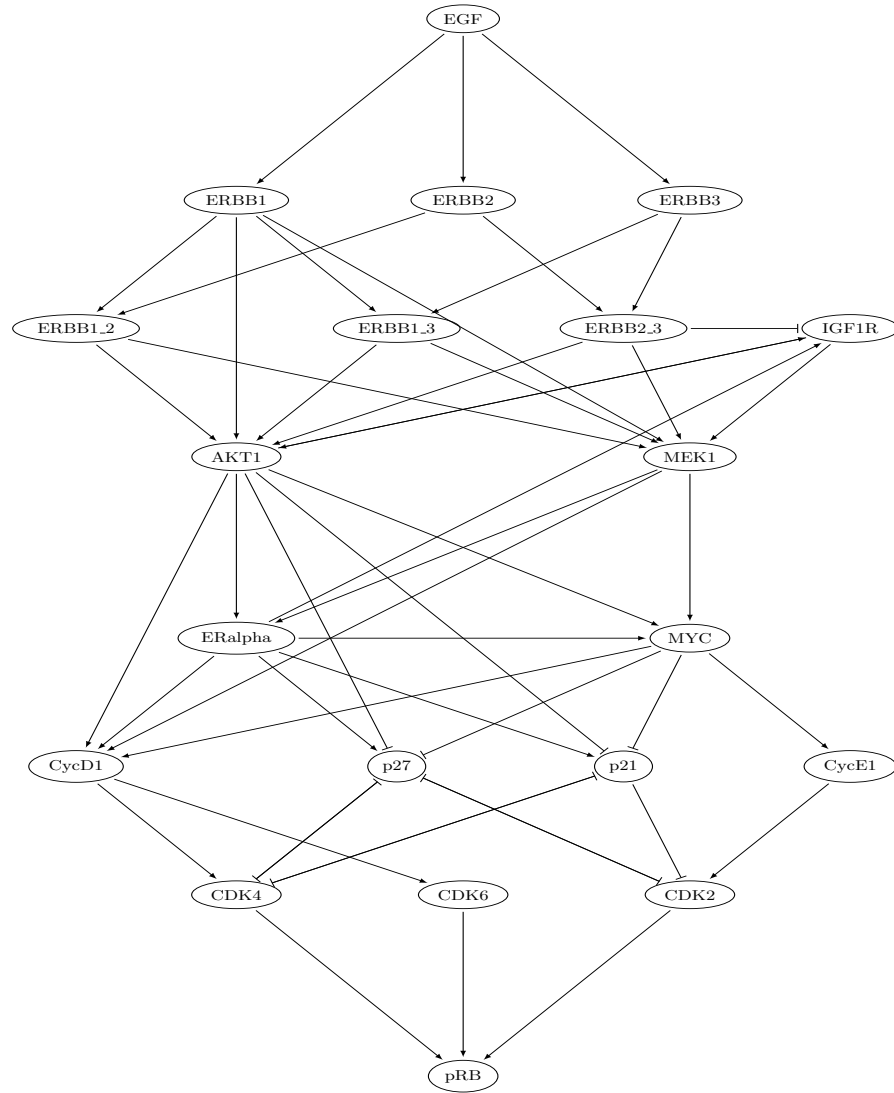 EGF
ERBB1 ERBB2 ERBB3
ERBB1_2 ERBB1_3 ERBB2_3 IGF1R
AKT1 MEK1
ERalpha MYC
CycD1 p27 p21 CycE1
CDK4 CDK6 CDK2
pRB